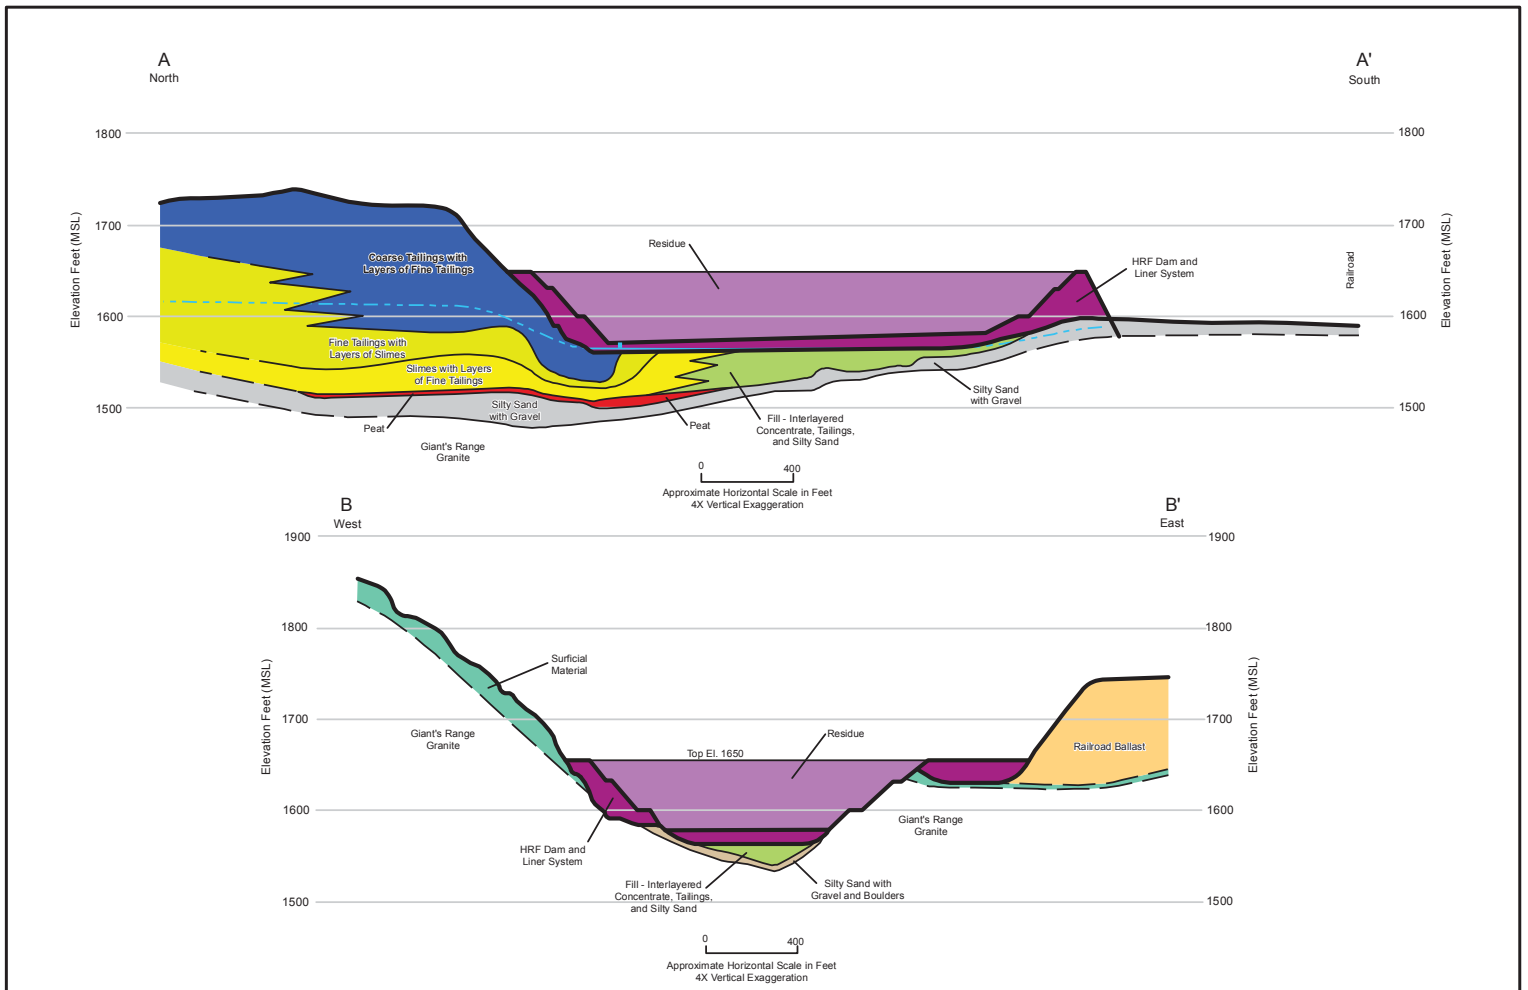 A
North
A'
South
1800
1800
1700
1700
1600
1600
1500
1500
Elevation Feet (MSL)
Elevation Feet (MSL)
Railroad
Residue
HRF Dam and
Liner System
Coarse Tailings with
Layers of Fine Tailings
Fine Tailings with
Layers of Slimes
Slimes with Layers
of Fine Tailings
Silty Sand
with Gravel
Silty Sand
with Gravel
Peat
Peat
Fill - Interlayered
Concentrate, Tailings,
and Silty Sand
Giant's Range
Granite
0 400
Approximate Horizontal Scale in Feet
4X Vertical Exaggeration
B
West
B'
East
1900
1900
1800
1800
1700
1700
1600
1600
1500
1500
Elevation Feet (MSL)
Elevation Feet (MSL)
Surficial
Material
Giant's Range
Granite
Top El. 1650
Residue
Railroad Ballast
HRF Dam and
Liner System
Giant's Range
Granite
Fill - Interlayered
Concentrate, Tailings,
and Silty Sand
Silty Sand with
Gravel and Boulders
0 400
Approximate Horizontal Scale in Feet
4X Vertical Exaggeration